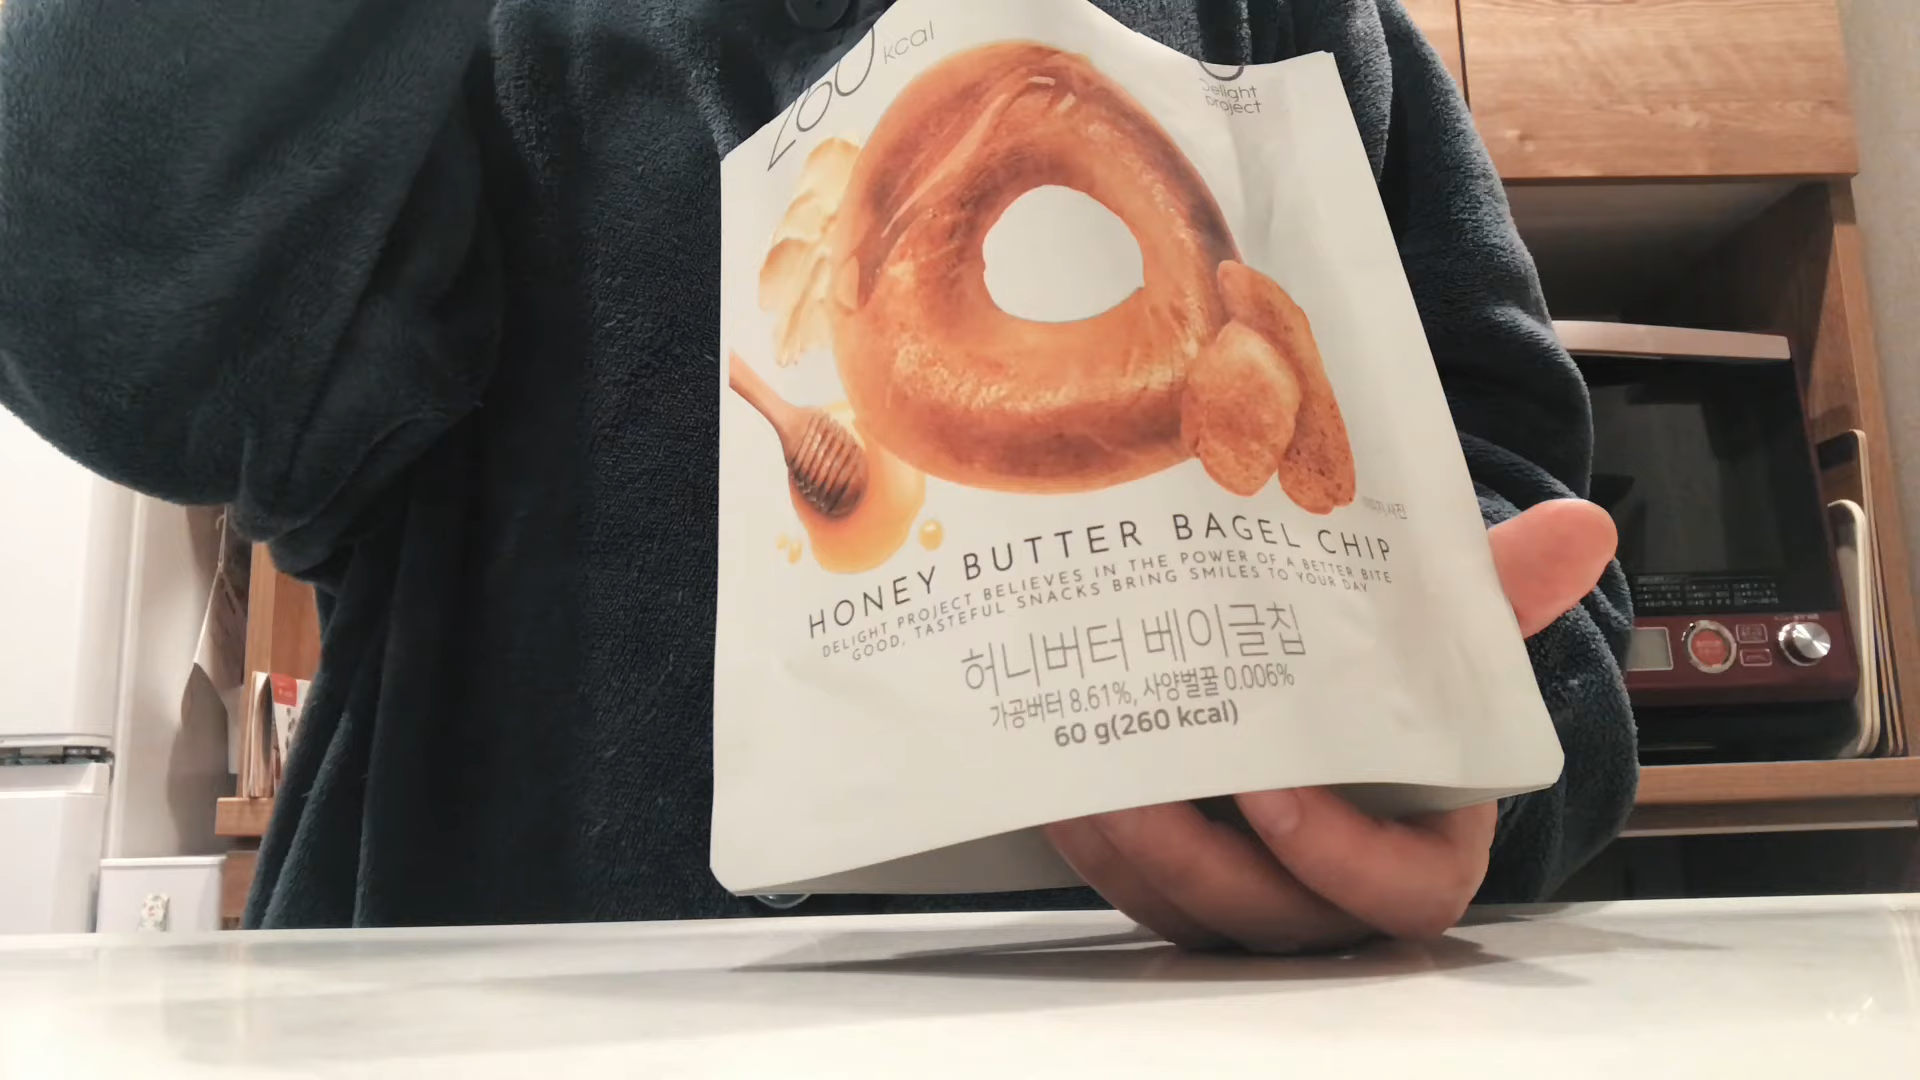 260 kcal
Delight
project
HONEY BUTTER BAGEL CHIP
DELIGHT PROJECT BELIEVES IN THE POWER OF A BETTER BITE
GOOD, TASTEFUL SNACKS BRING SMILES TO YOUR DAY
허니버터 베이글칩
가공버터 8.61%, 사양벌꿀 0.006%
60 g(260 kcal)